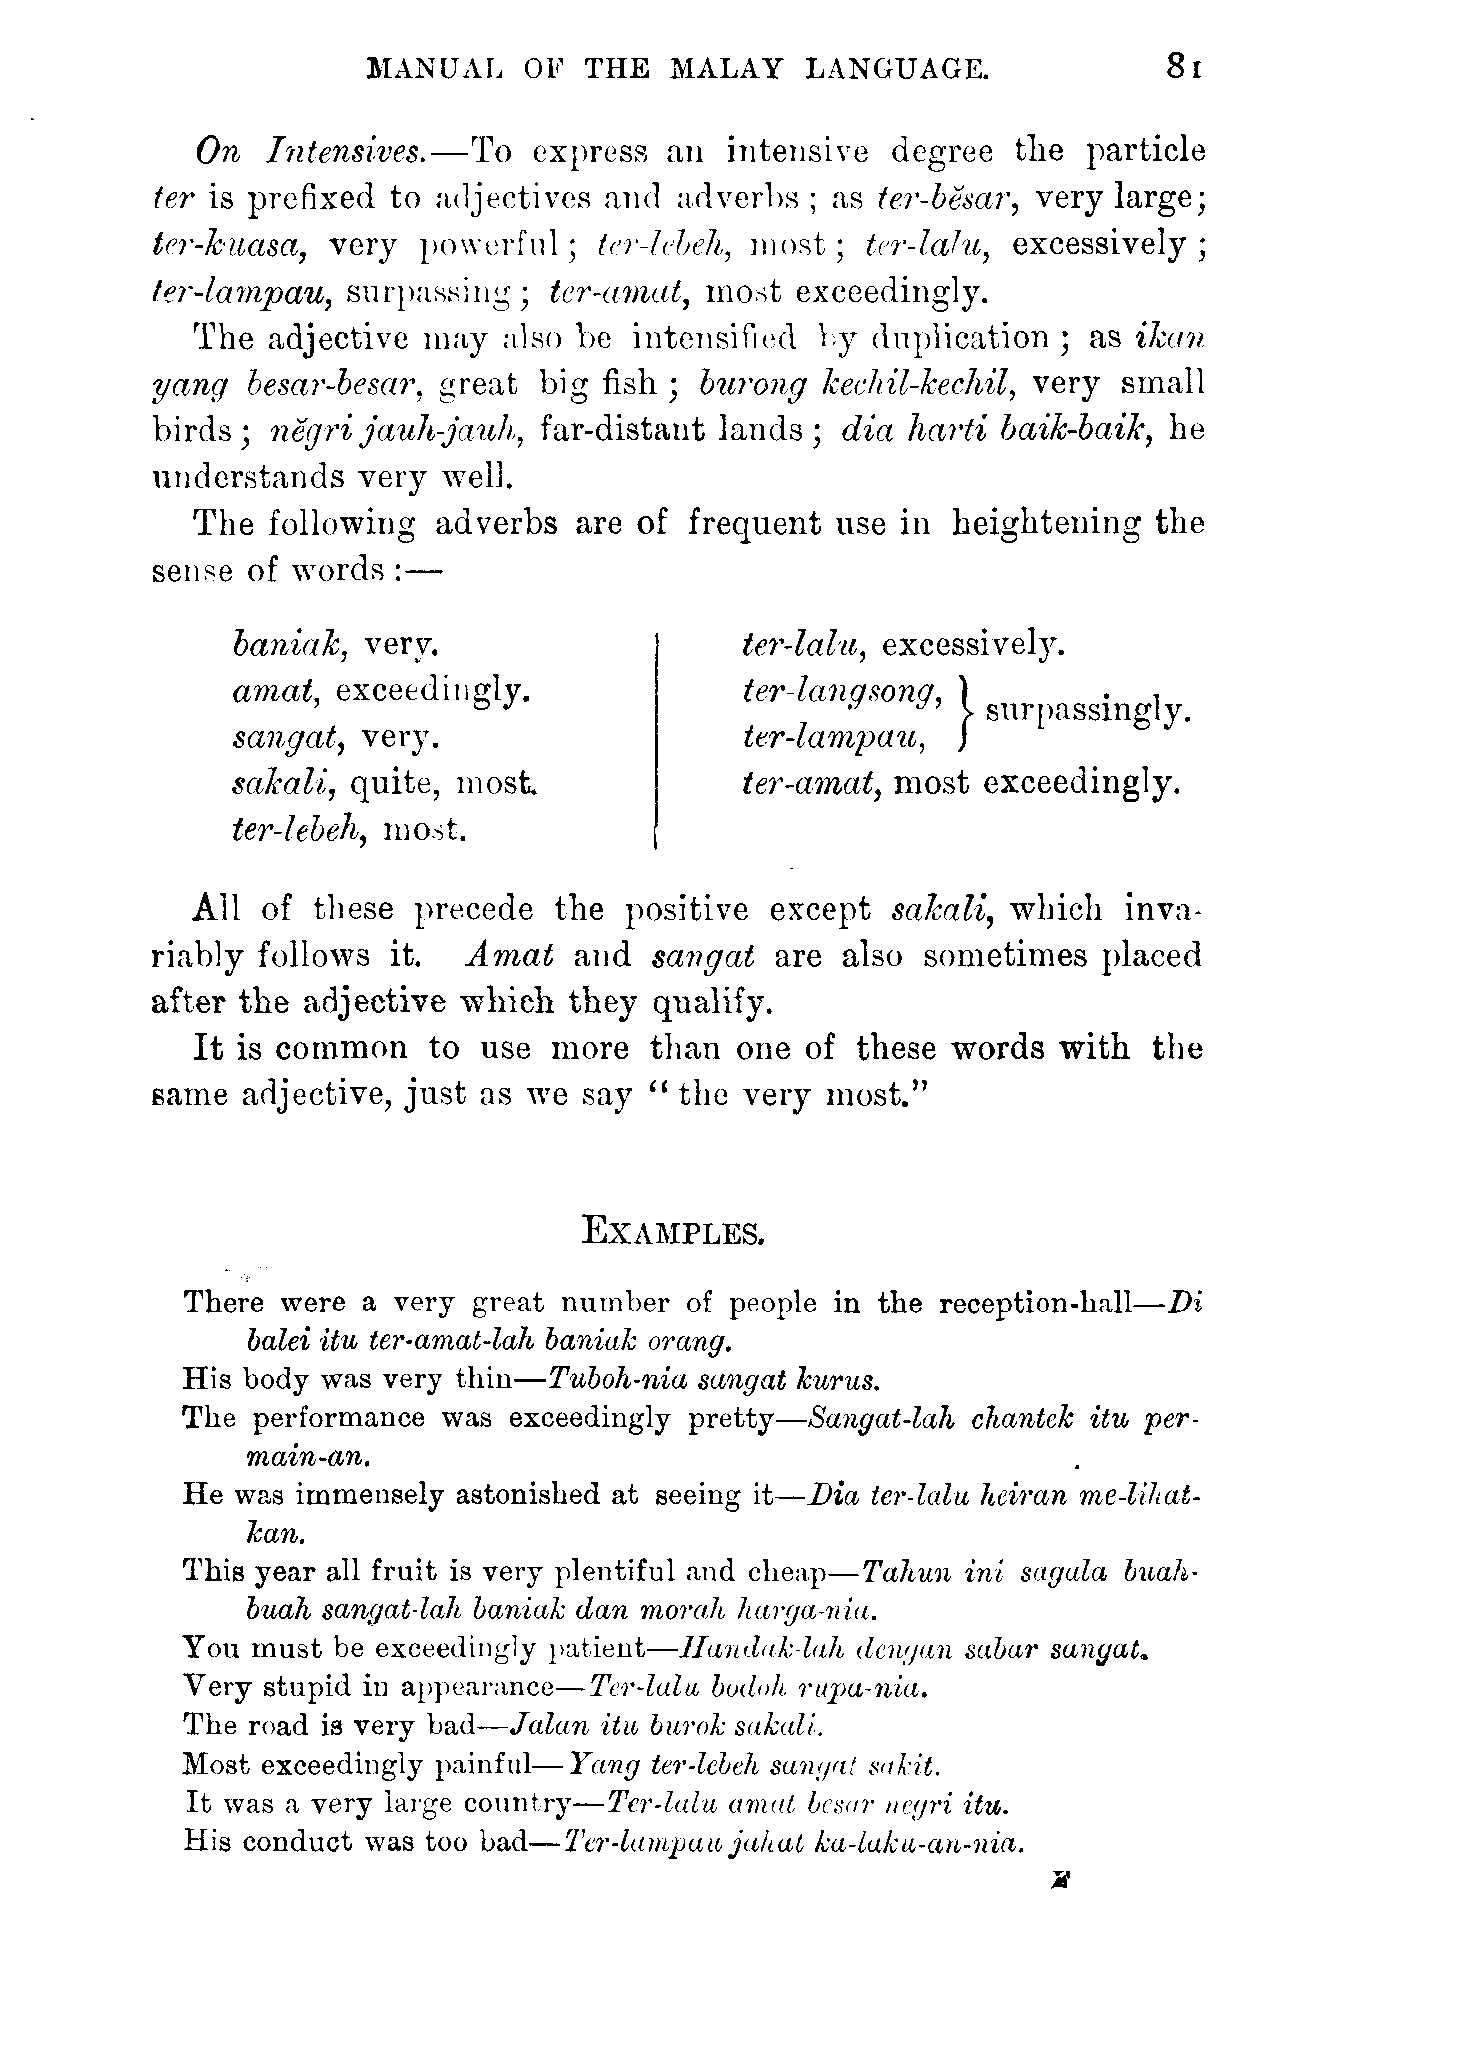 MANUAL OF THE MALAY LANGUAGE. 81
On Intensives.—To express an intensive degree the particle
ter is prefixed to adjectives and adverbs ; as ter-bĕsar, very large;
ter-kuasa, very powerful ; ter-lebeh, most ; ter-lalu, excessively ;
ter-lampau, surpassing ; ter-amat, most exceedingly.
The adjective may also be intensified by duplication ; as ikan
yang besar-besar, great big fish ; burong kechil-kechil, very small
birds ; nĕgri jauh-jauh, far-distant lands ; dia harti baik-baik, he
understands very well.
The following adverbs are of frequent use in heightening the
sense of words :—
baniak, very.
amat, exceedingly.
sangat, very.
sakali, quite, most.
ter-lebeh, most.
ter-lalu, excessively.
ter-langsong, } surpassingly.
ter-lampau,
ter-amat, most exceedingly.
All of these precede the positive except sakali, which inva-
riably follows it. Amat and sangat are also sometimes placed
after the adjective which they qualify.
It is common to use more than one of these words with the
same adjective, just as we say “ the very most.”
EXAMPLES.
There were a very great number of people in the reception-hall—Di
balei itu ter-amat-lah baniak orang.
His body was very thin—Tuboh-nia sangat kurus.
The performance was exceedingly pretty—Sangat-lah chantek itu per-
main-an.
He was immensely astonished at seeing it—Dia ter-lalu heiran me-lihat-
kan.
This year all fruit is very plentiful and cheap—Tahun ini sagala buah-
buah sangat-lah baniak dan morah harga-nia.
You must be exceedingly patient—Handak-lah dengan sabar sangat.
Very stupid in appearance—Ter-lalu bodoh rupa-nia.
The road is very bad—Jalan itu burok sakali.
Most exceedingly painful—Yang ter-lebeh sangat sakit.
It was a very large country—Ter-lalu amat besar negri itu.
His conduct was too bad—Ter-lampau jahat ka-laku-an-nia.